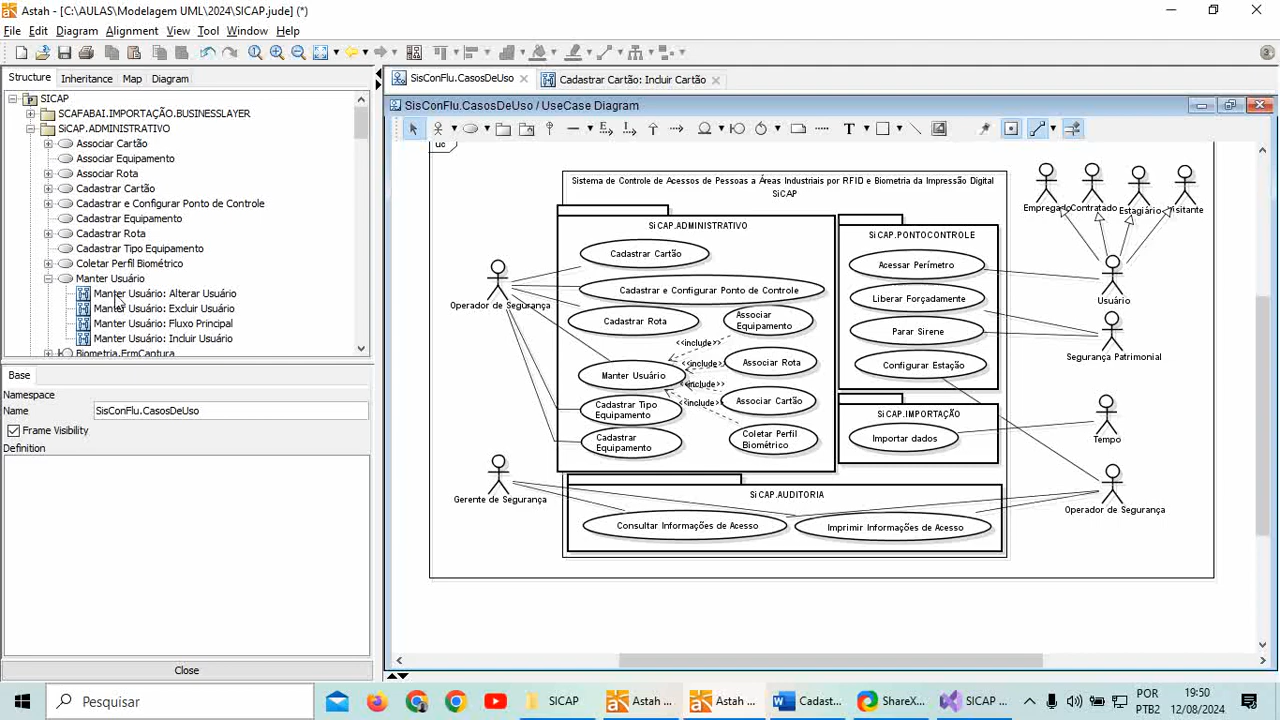 Astah - [C:\AULAS\Modelagem UML\2024\SICAP.jude] (*)
File Edit Diagram Alignment View Tool Window Help
3
Structure Inheritance Map Diagram
SICAP
SCAFABAI.IMPORTAÇÃO.BUSINESSLAYER
SiCAP.ADMINISTRATIVO
Associar Cartão
Associar Equipamento
Associar Rota
Cadastrar Cartão
Cadastrar e Configurar Ponto de Controle
Cadastrar Equipamento
Cadastrar Rota
Cadastrar Tipo Equipamento
Coletar Perfil Biométrico
Manter Usuário
Manter Usuário: Alterar Usuário
Manter Usuário: Excluir Usuário
Manter Usuário: Fluxo Principal
Manter Usuário: Incluir Usuário
Biometria.FrmCaptura
Base
Namespace
Name SisConFlu.CasosDeUso
Frame Visibility
Definition
Close
SisConFlu.CasosDeUso Cadastrar Cartão: Incluir Cartão
SisConFlu.CasosDeUso / UseCase Diagram
T
uc
Sistema de Controle de Acessos de Pessoas a Áreas Industriais por RFID e Biometria da Impressão Digital
SiCAP
SiCAP.ADMINISTRATIVO
Cadastrar Cartão
Cadastrar e Configurar Ponto de Controle
Cadastrar Rota
Associar
Equipamento
<<include>>
Manter Usuário
<<include>>
Associar Rota
<<include>>
Cadastrar Tipo
Equipamento
<<include>>
Associar Cartão
Cadastrar
Equipamento
Coletar Perfil
Biométrico
SiCAP.PONTOCONTROLE
Acessar Perímetro
Liberar Forçadamente
Parar Sirene
Configurar Estação
SiCAP.IMPORTAÇÃO
Importar dados
SiCAP.AUDITORIA
Consultar Informações de Acesso
Imprimir Informações de Acesso
Operador de Segurança
Gerente de Segurança
Empregado
Contratado
Estagiário
Usuário
Segurança Patrimonial
Tempo
Operador de Segurança
Pesquisar
SICAP
Astah ...
Astah ...
Cadast...
ShareX...
SICAP ...
POR
PTB2
19:50
12/08/2024